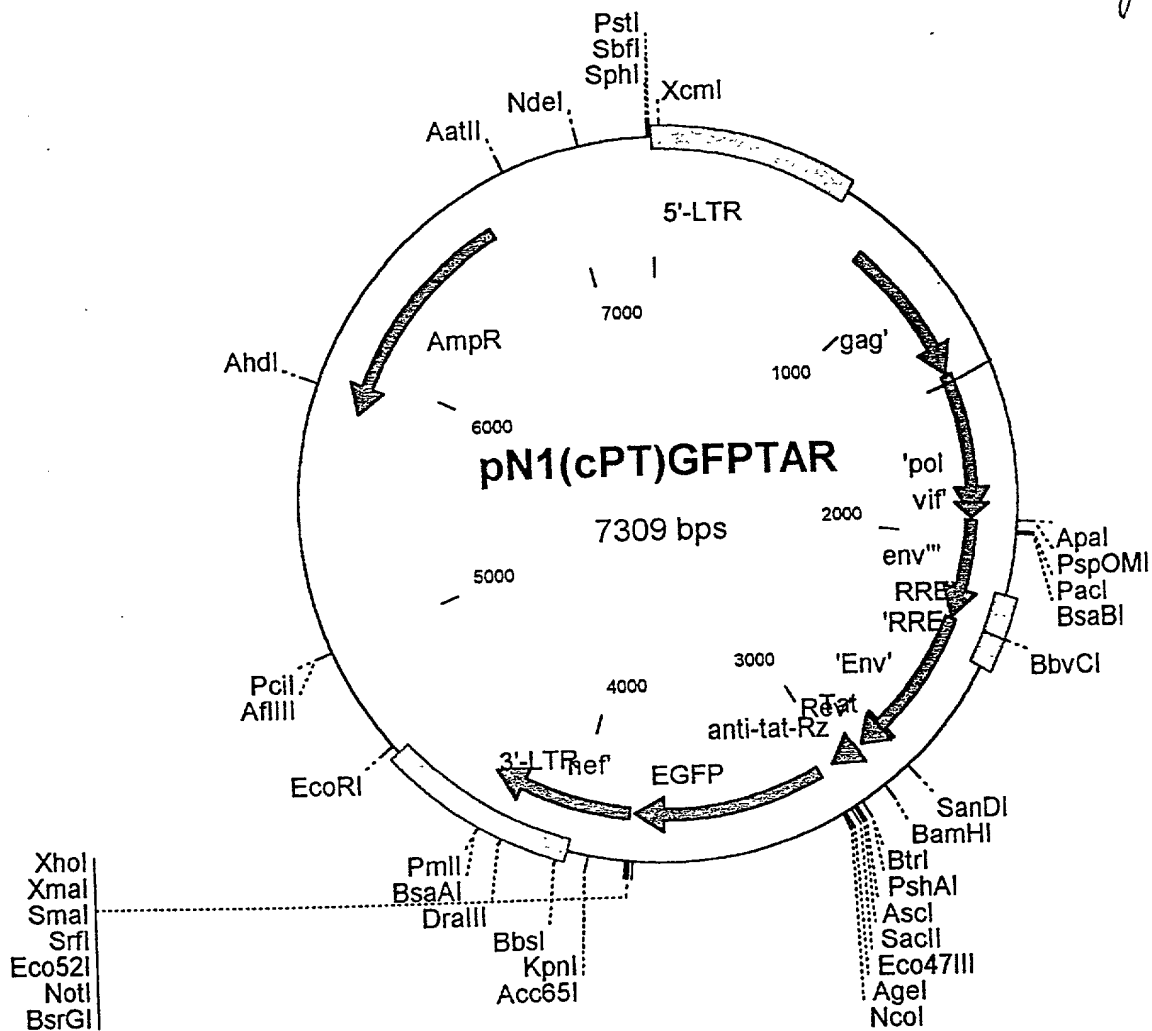 PstI
SbfI
SphI
XcmI
NdeI
AatII
5'-LTR
7000
gag'
1000
AmpR
AhdI
6000
pN1(cPT)GFPTAR
7309 bps
'pol
vif'
2000
ApaI
PspOMI
PacI
BsaBI
env'''
RRE
'RRE
BbvCI
5000
'Env'
3000
4000
Tat
Rev'
anti-tat-Rz
PciI
AflIII
EcoRI
3'-LTR
nef'
EGFP
SanDI
BamHI
BtrI
PshAI
AscI
SacII
Eco47III
AgeI
NcoI
PmlI
BsaAI
DraIII
BbsI
KpnI
Acc65I
XhoI
XmaI
SmaI
SrfI
Eco52I
NotI
BsrGI